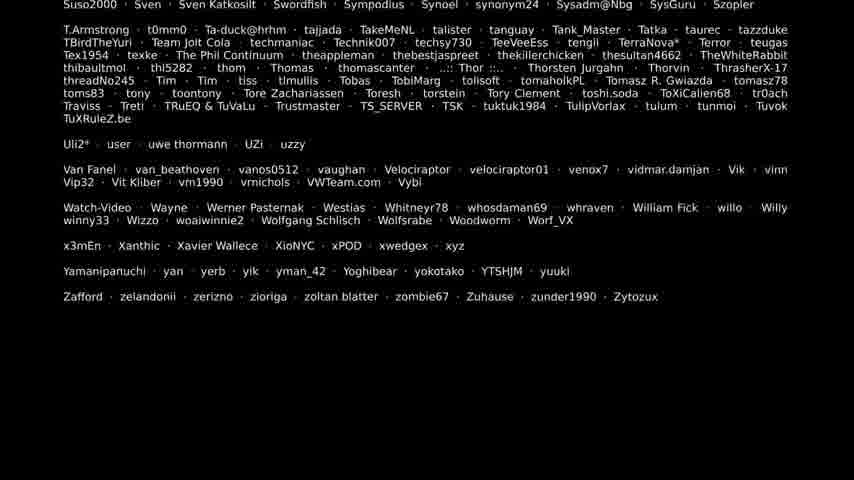 Suso2000 · Sven · Sven Katkosilt · Swordfish · Sympodius · Synoel · synonym24 · Sysadm@Nbg · SysGuru · Szopler
T.Armstrong · t0mm0 · Ta-duck@hrhm · tajjada · TakeMeNL · talister · tanguay · Tank_Master · Tatka · taurec · tazzduke
TBirdTheYuri · Team Jolt Cola · techmaniac · Technik007 · techsy730 · TeeVeeEss · tengii · TerraNova* · Terror · teugas
Tex1954 · texke · The Phil Continuum · theappleman · thebestjaspreet · thekillerchicken · thesultan4662 · TheWhiteRabbit
thibaultmol · thl5282 · thom · Thomas · thomascanter · ..:: Thor ::.. · Thorsten Jurgahn · Thorvin · ThrasherX-17
threadNo245 · Tim · Tim · tiss · tlmullis · Tobas · TobiMarg · tolisoft · tomaholkPL · Tomasz R. Gwiazda · tomasz78
toms83 · tony · toontony · Tore Zachariassen · Toresh · torstein · Tory Clement · toshi.soda · ToXiCalien68 · tr0ach
Traviss · Treti · TRuEQ & TuVaLu · Trustmaster · TS_SERVER · TSK · tuktuk1984 · TulipVorlax · tulum · tunmoi · Tuvok
TuXRuleZ.be
Uli2* · user · uwe thormann · UZi · uzzy
Van Fanel · van_beathoven · vanos0512 · vaughan · Velociraptor · velociraptor01 · venox7 · vidmar.damjan · Vik · vinn
Vip32 · Vit Kliber · vm1990 · vmichols · VWTeam.com · Vybl
Watch-Video · Wayne · Werner Pasternak · Westias · Whitneyr78 · whosdaman69 · whraven · William Fick · willo · Willy
winny33 · Wizzo · woaiwinnie2 · Wolfgang Schlisch · Wolfsrabe · Woodworm · Worf_VX
x3mEn · Xanthic · Xavier Wallece · XioNYC · xPOD · xwedgex · xyz
Yamanipanuchi · yan · yerb · yik · yman_42 · Yoghibear · yokotako · YTSHJM · yuuki
Zafford · zelandonii · zerizno · zioriga · zoltan blatter · zombie67 · Zuhause · zunder1990 · Zytozux